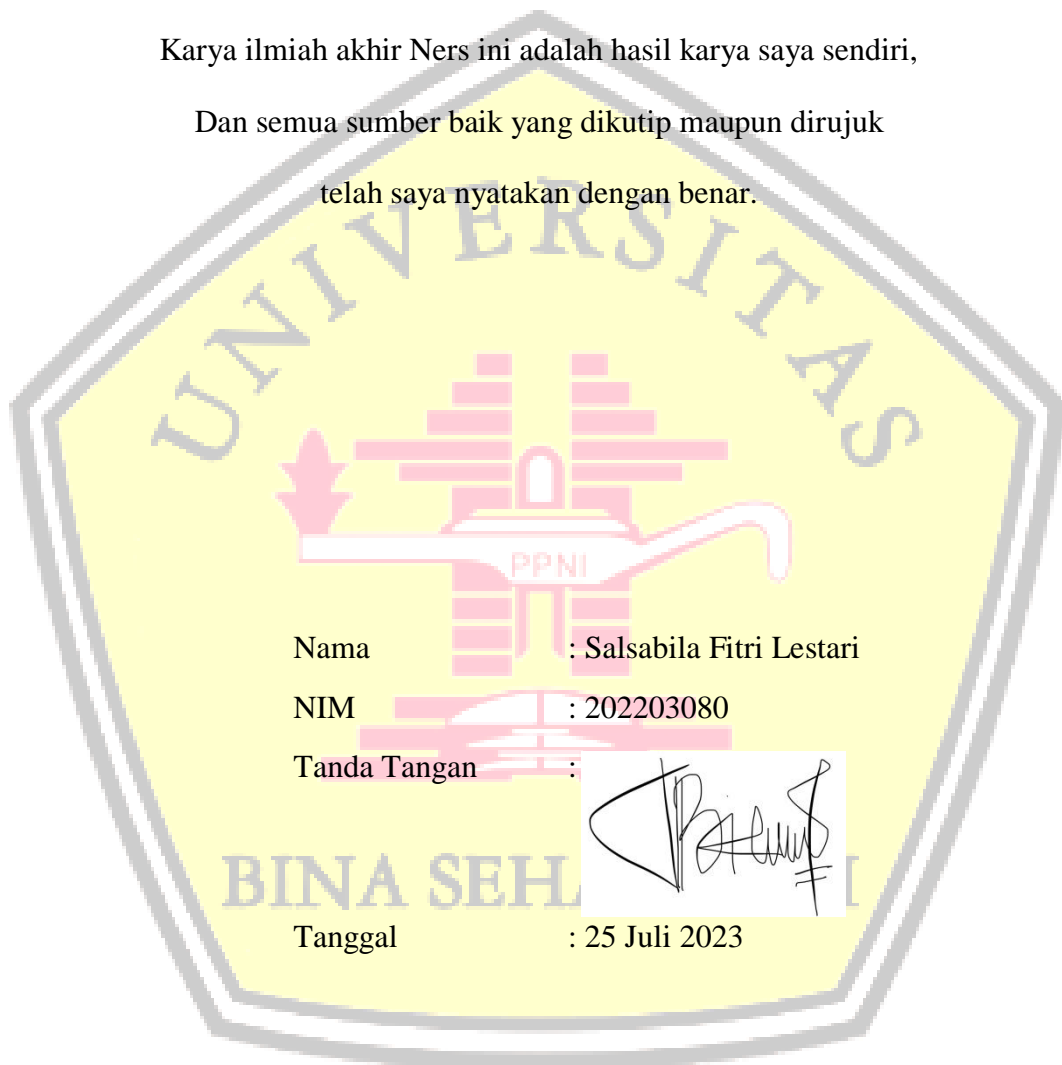 Karya ilmiah akhir Ners ini adalah hasil karya saya sendiri,
Dan semua sumber baik yang dikutip maupun dirujuk
telah saya nyatakan dengan benar.
UNIVERSITAS
PPNI
Nama : Salsabila Fitri Lestari
NIM : 202203080
Tanda Tangan :
BINA SEHA
Tanggal : 25 Juli 2023